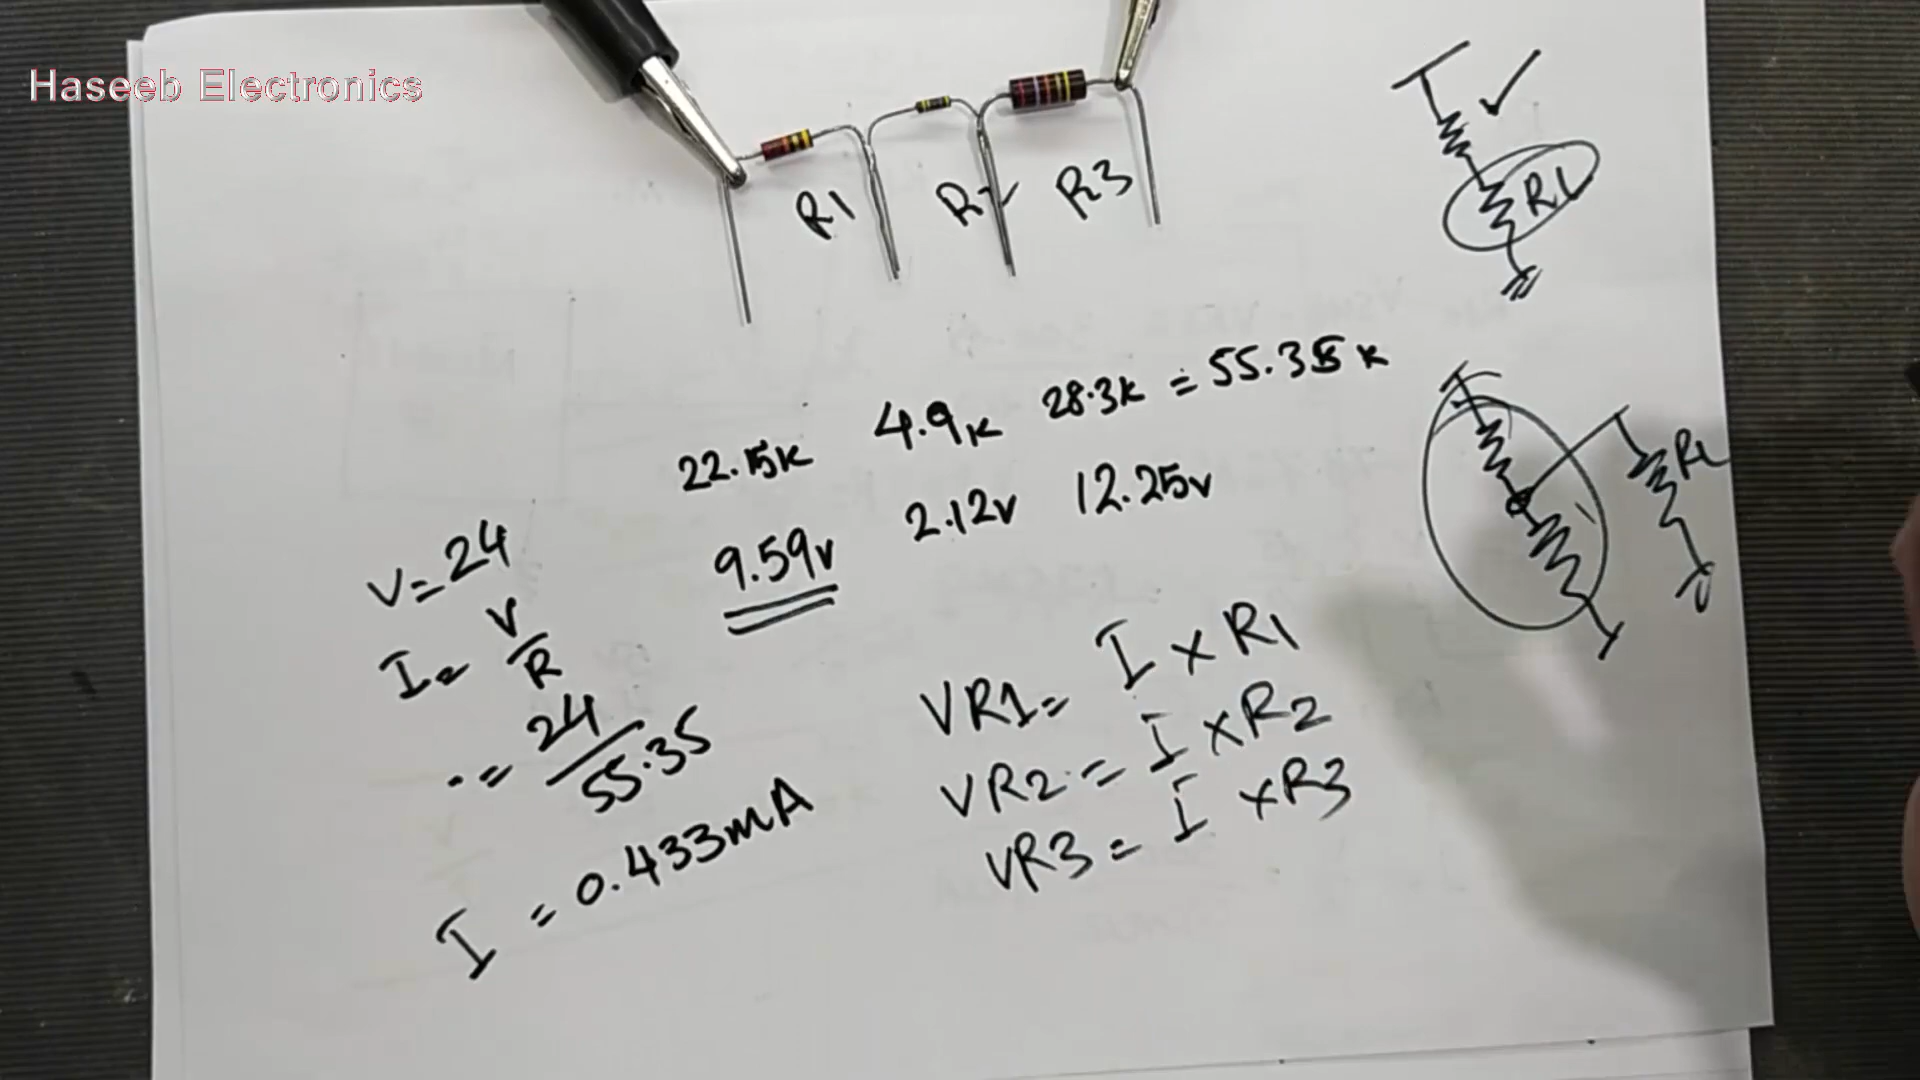 Haseeb Electronics
R1 R2 R3
RL
22.15k 4.9k 28.3k = 55.35k
RL
9.59v 2.12v 12.25v
V=24
I= V/R
= 24/55.35
I = 0.433mA
VR1= I×R1
VR2= I×R2
VR3= I×R3